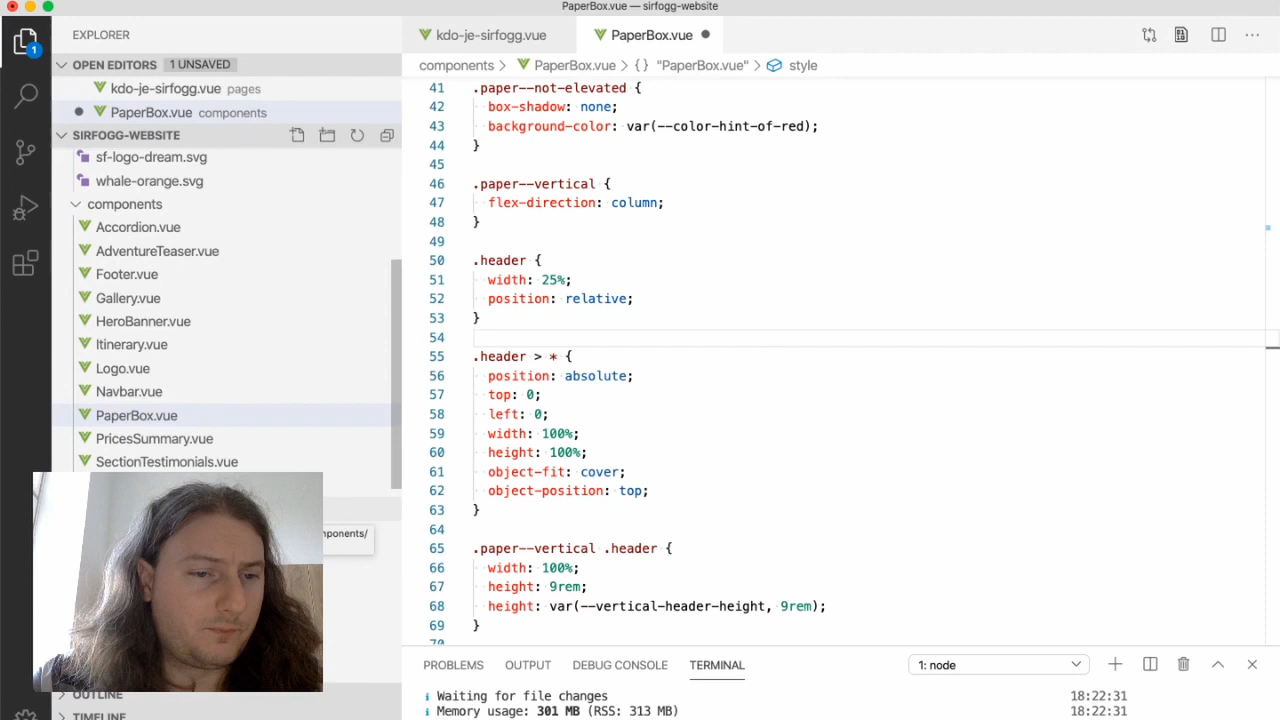 PaperBox.vue — sirfogg-website
EXPLORER
kdo-je-sirfogg.vue
PaperBox.vue
1
OPEN EDITORS 1 UNSAVED
components > PaperBox.vue > {} "PaperBox.vue" > style
kdo-je-sirfogg.vue pages
PaperBox.vue components
SIRFOGG-WEBSITE
sf-logo-dream.svg
whale-orange.svg
components
Accordion.vue
AdventureTeaser.vue
Footer.vue
Gallery.vue
HeroBanner.vue
Itinerary.vue
Logo.vue
Navbar.vue
PaperBox.vue
PricesSummary.vue
SectionTestimonials.vue
mponents/
OUTLINE
TIMELINE
41 .paper--not-elevated {
42 box-shadow: none;
43 background-color: var(--color-hint-of-red);
44 }
45
46 .paper--vertical {
47 flex-direction: column;
48 }
49
50 .header {
51 width: 25%;
52 position: relative;
53 }
54
55 .header > * {
56 position: absolute;
57 top: 0;
58 left: 0;
59 width: 100%;
60 height: 100%;
61 object-fit: cover;
62 object-position: top;
63 }
64
65 .paper--vertical .header {
66 width: 100%;
67 height: 9rem;
68 height: var(--vertical-header-height, 9rem);
69 }
70
PROBLEMS OUTPUT DEBUG CONSOLE TERMINAL 1: node
i Waiting for file changes 18:22:31
i Memory usage: 301 MB (RSS: 313 MB) 18:22:31